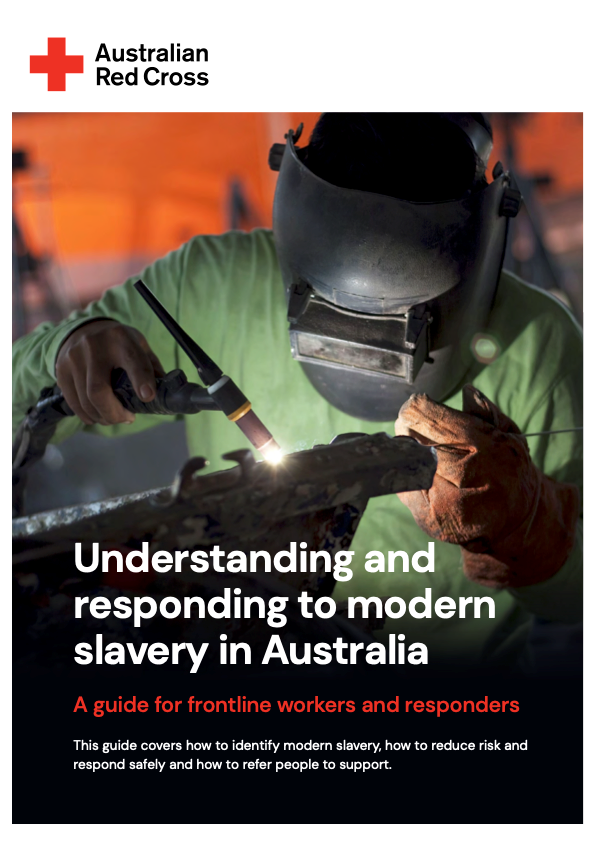 Australian
Red Cross
Understanding and
responding to modern
slavery in Australia
A guide for frontline workers and responders
This guide covers how to identify modern slavery, how to reduce risk and
respond safely and how to refer people to support.